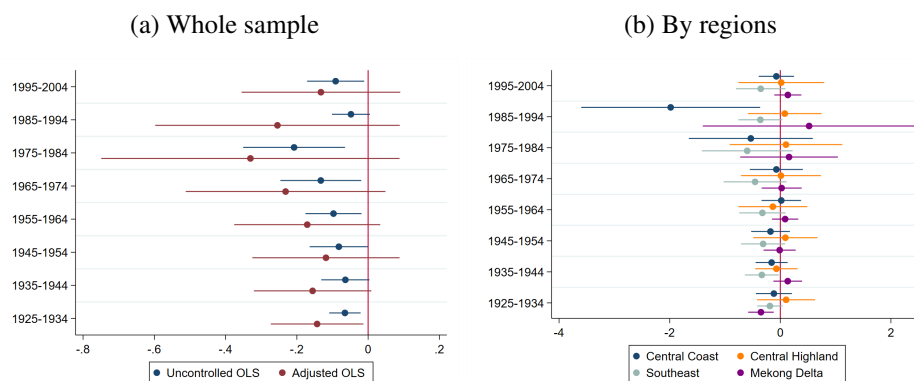 (a) Whole sample
1995-2004
1985-1994
1975-1984
1965-1974
1955-1964
1945-1954
1935-1944
1925-1934
-.8 -.6 -.4 -.2 0 .2
Uncontrolled OLS Adjusted OLS
(b) By regions
1995-2004
1985-1994
1975-1984
1965-1974
1955-1964
1945-1954
1935-1944
1925-1934
-4 -2 0 2
Central Coast Central Highland
Southeast Mekong Delta